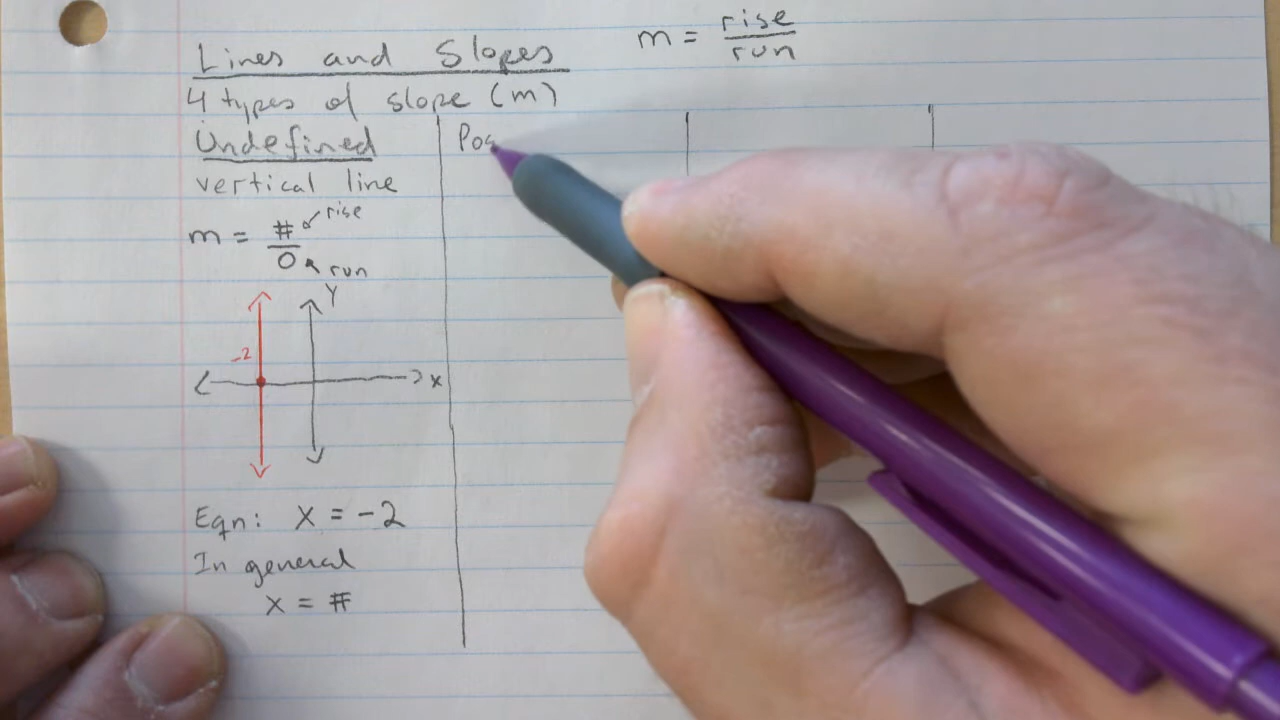 Lines and Slopes
m = rise/run
4 types of slope (m)
Undefined
vertical line
m = #/0
rise
run
Y
-2
x
Eqn: x = -2
In general
x = #
Pos